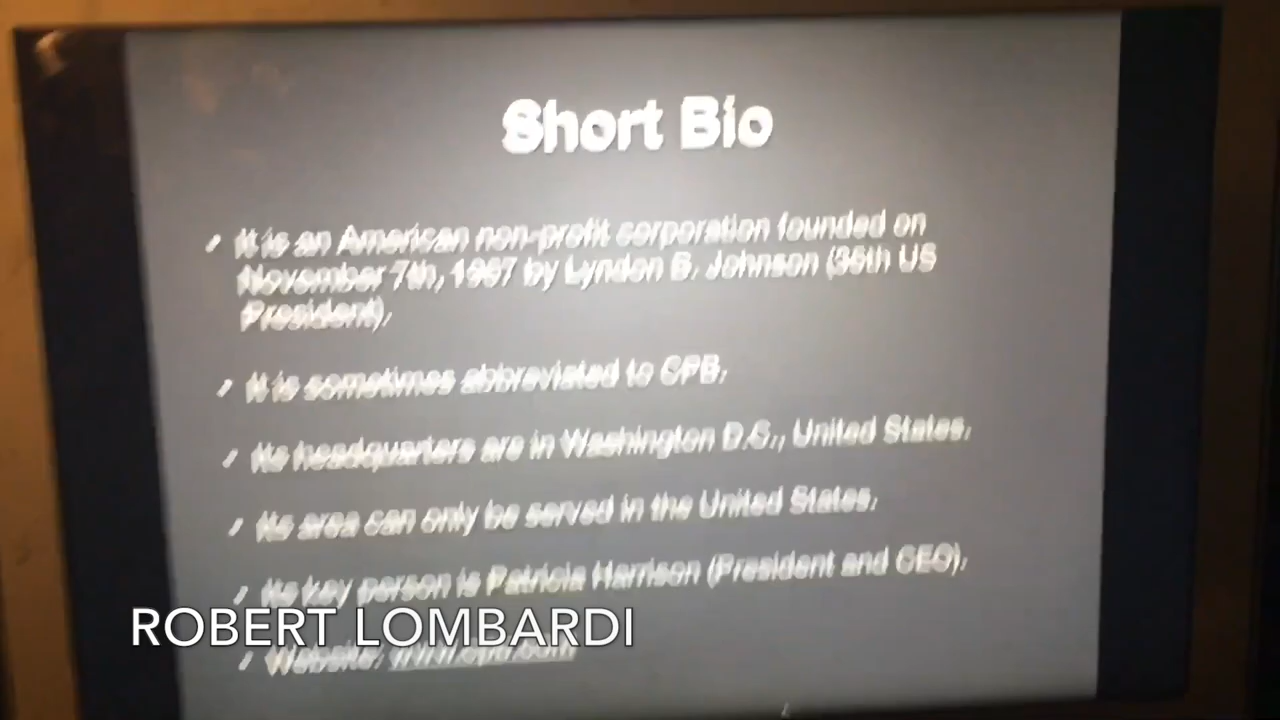 Short Bio
It is an American non-profit corporation founded on
November 7th, 1967 by Lyndon B. Johnson (36th US
President).
It is sometimes abbreviated to CPB.
Its headquarters are in Washington D.C., United States.
Its area can only be served in the United States.
Its key person is Patricia Harrison (President and CEO).
ROBERT LOMBARDI
Website: